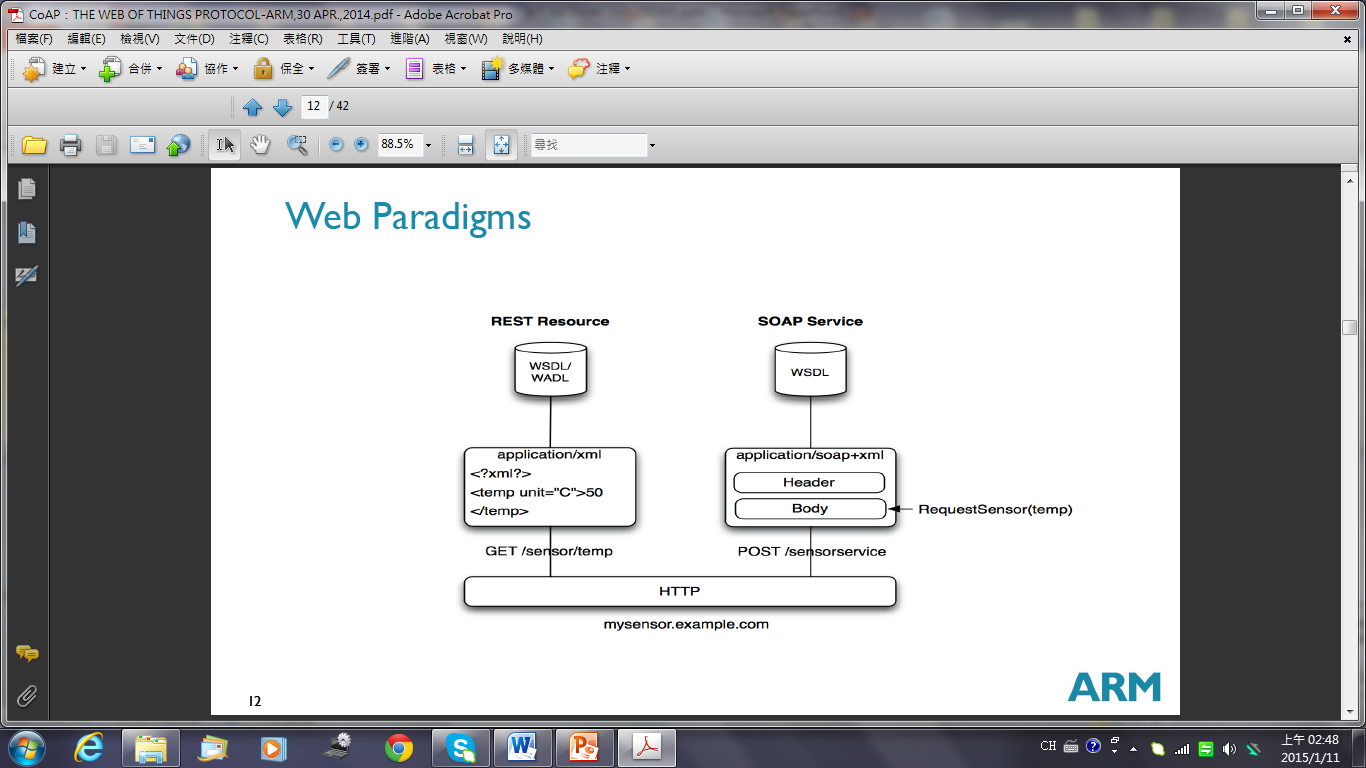 CoAP：THE WEB OF THINGS PROTOCOL-ARM,30 APR.,2014.pdf - Adobe Acrobat Pro
檔案(F) 編輯(E) 檢視(V) 文件(D) 注釋(C) 表格(R) 工具(T) 進階(A) 視窗(W) 說明(H)
建立 合併 協作 保全 簽署 表格 多媒體 注釋
12 / 42
88.5% 尋找
Web Paradigms
REST Resource
WSDL/
WADL
application/xml
<?xml?>
<temp unit="C">50
</temp>
GET /sensor/temp
SOAP Service
WSDL
application/soap+xml
Header
Body
RequestSensor(temp)
POST /sensorservice
HTTP
mysensor.example.com
12
ARM
CH
上午 02:48
2015/1/11